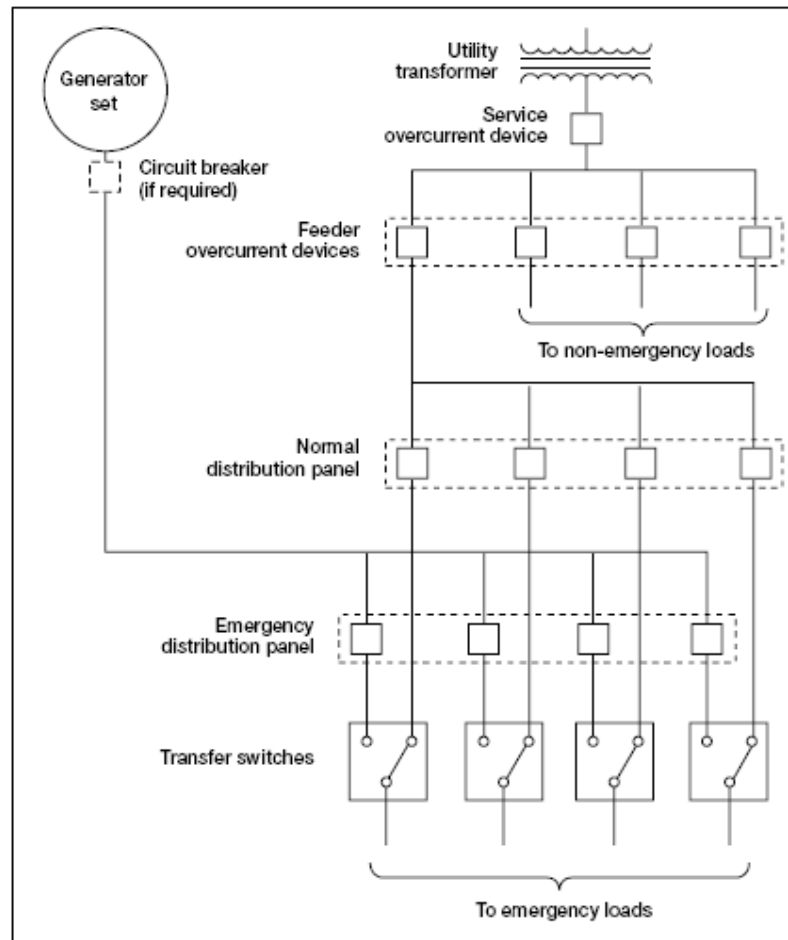 Generator
set
Utility
transformer
Service
overcurrent device
Circuit breaker
(if required)
Feeder
overcurrent devices
To non-emergency loads
Normal
distribution panel
Emergency
distribution panel
Transfer switches
To emergency loads